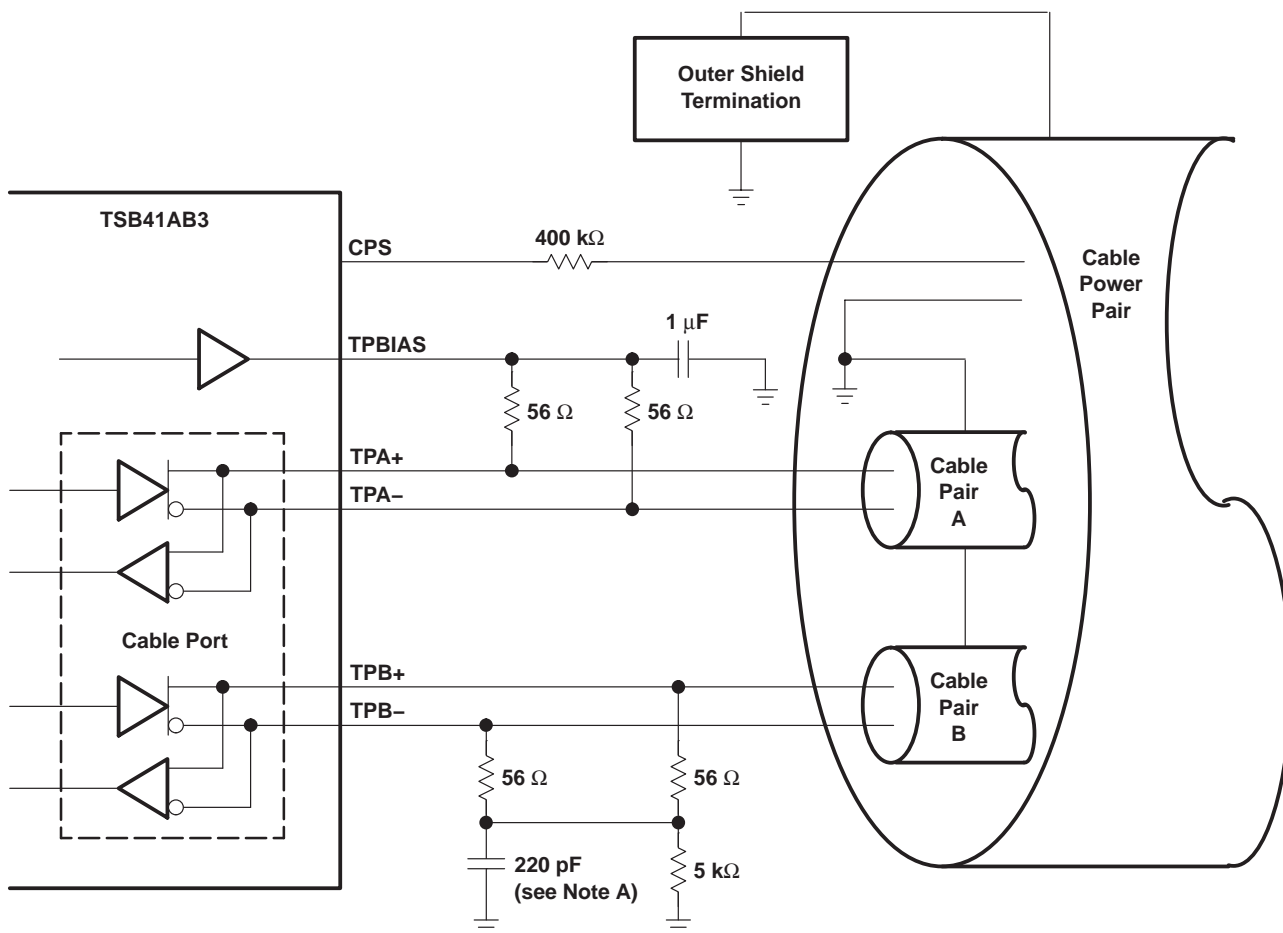 Outer Shield
Termination
TSB41AB3
CPS
400 kΩ
Cable
Power
Pair
1 μF
TPBIAS
56 Ω
56 Ω
TPA+
TPA−
Cable
Pair
A
Cable Port
TPB+
TPB−
Cable
Pair
B
56 Ω
56 Ω
220 pF
(see Note A)
5 kΩ